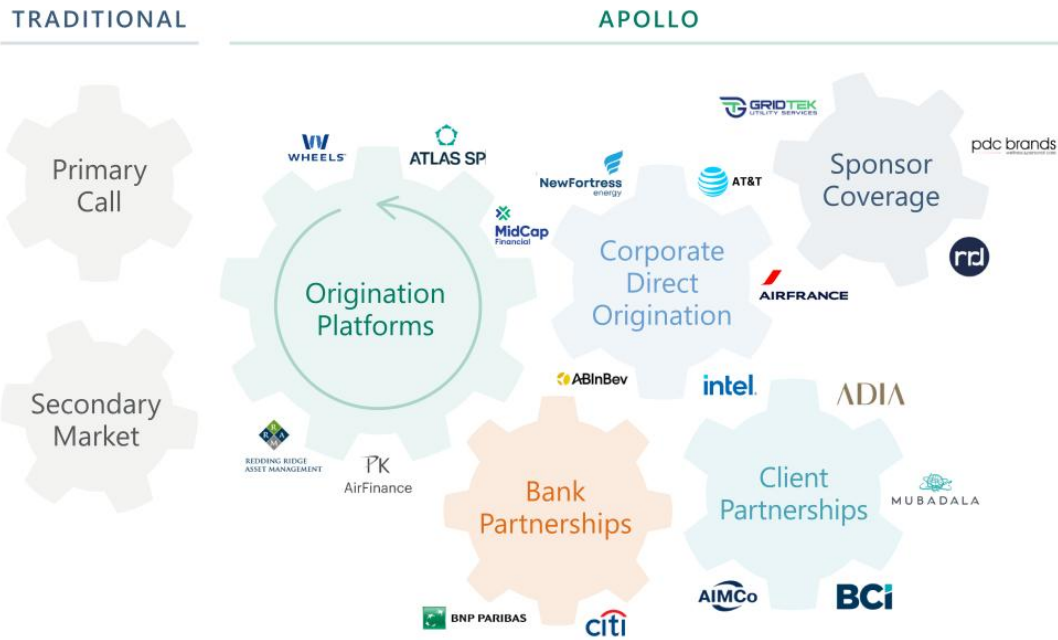 TRADITIONAL
APOLLO
Primary
Call
Secondary
Market
WHEELS
ATLAS SP
MidCap
Financial
Origination
Platforms
REDDING RIDGE
ASSET MANAGEMENT
PK
AirFinance
NewFortress
energy
AT&T
Corporate
Direct
Origination
AIRFRANCE
ABInBev
intel
GRIDTEK
UTILITY SERVICES
Sponsor
Coverage
pdc brands
rrd
Bank
Partnerships
BNP PARIBAS
citi
ADIA
Client
Partnerships
MUBADALA
AIMCo
BCi